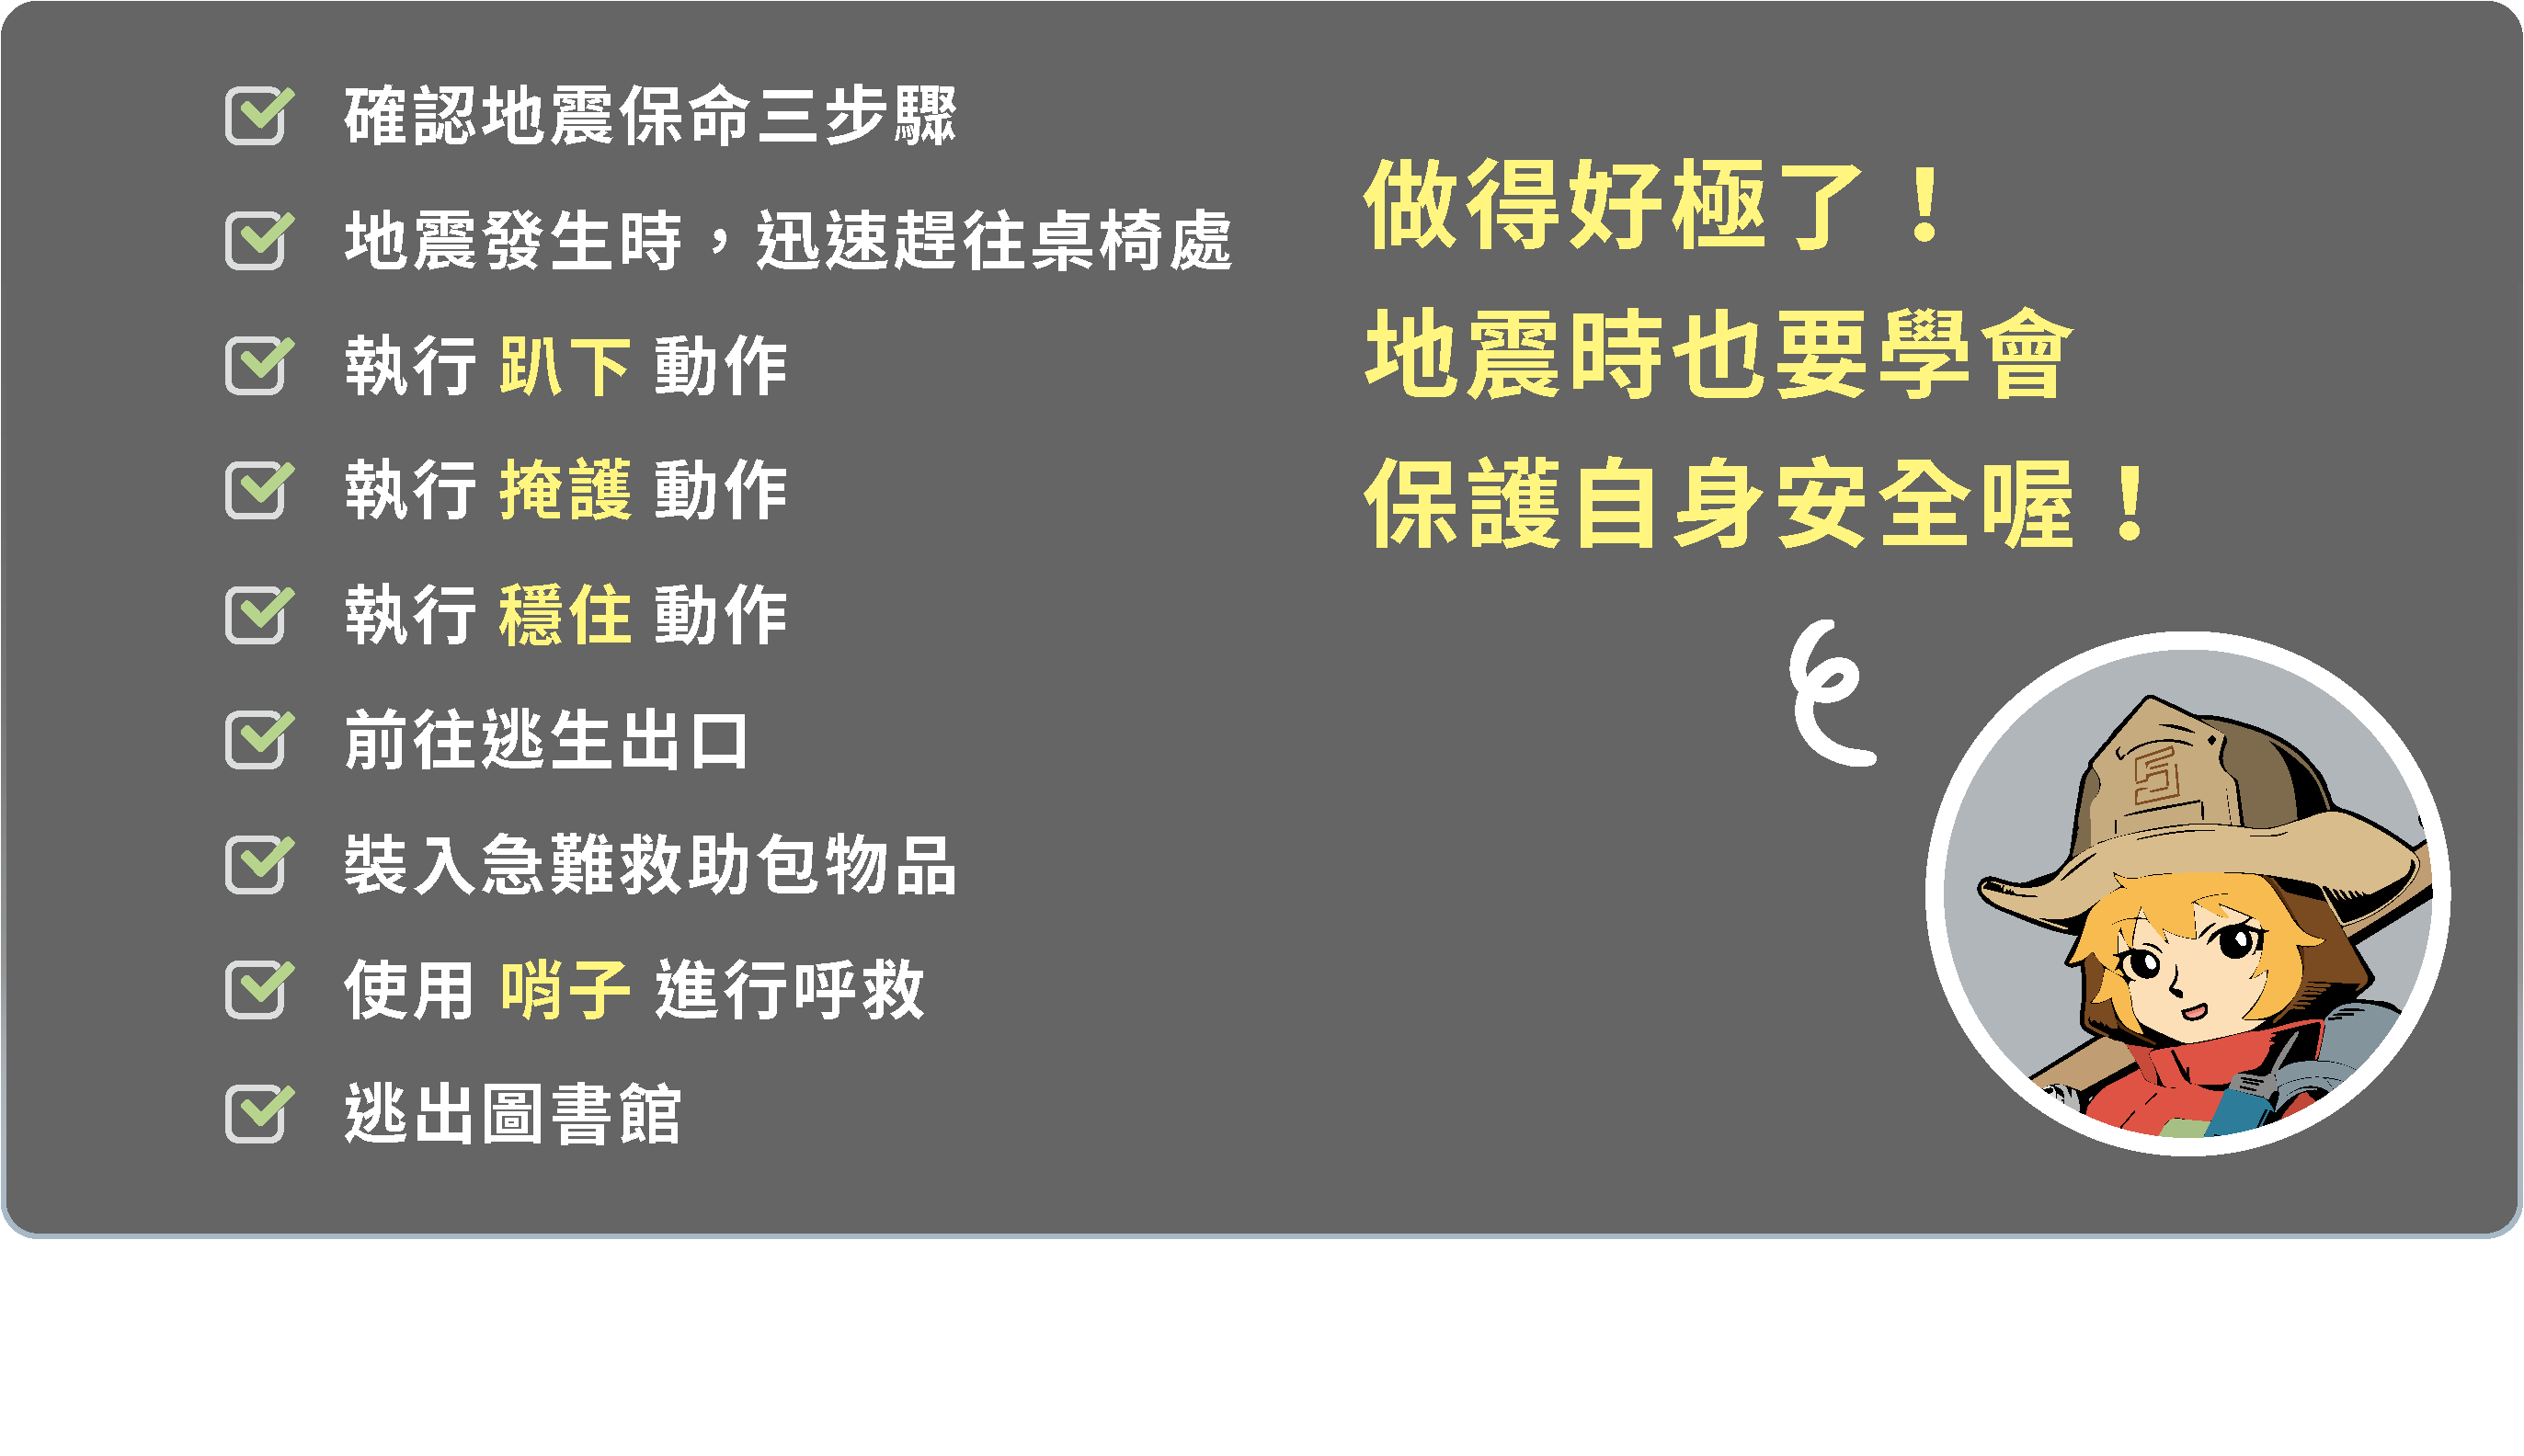 確認地震保命三步驟
地震發生時，迅速趕往桌椅處
執行 趴下 動作
執行 掩護 動作
執行 穩住 動作
前往逃生出口
裝入急難救助包物品
使用 哨子 進行呼救
逃出圖書館
做得好極了！
地震時也要學會
保護自身安全喔！